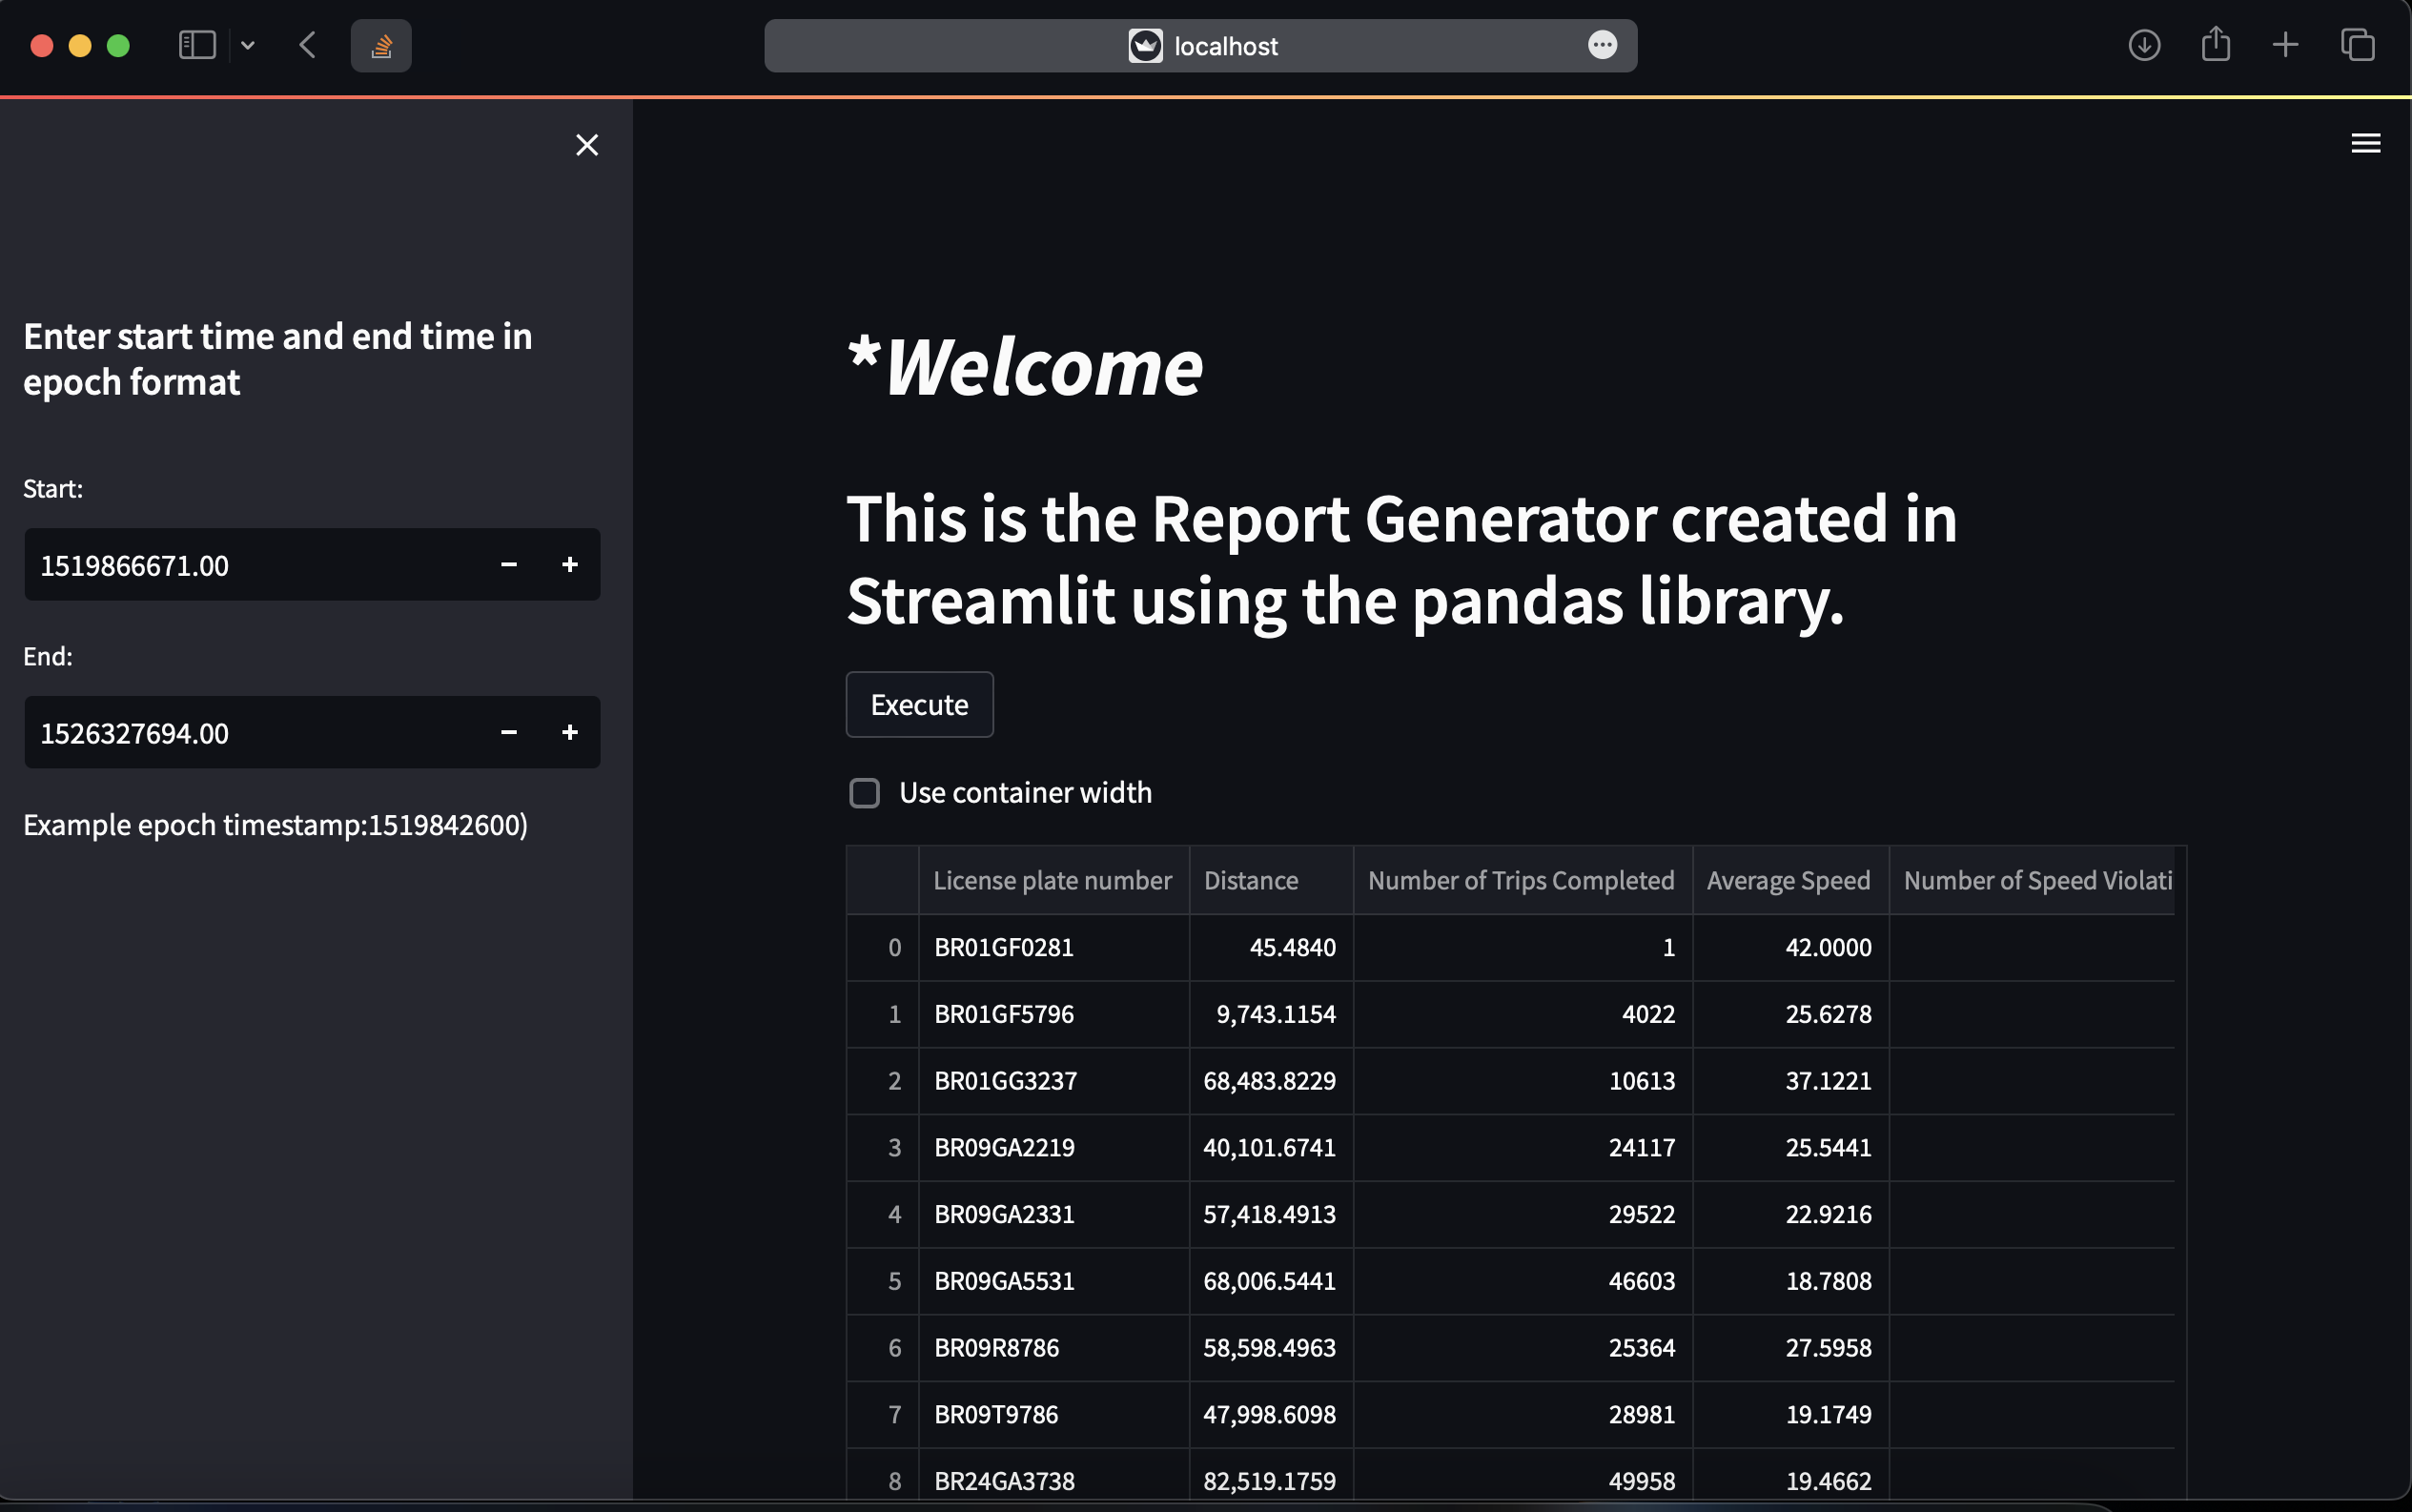 localhost
Enter start time and end time in
epoch format
Start:
1519866671.00
End:
1526327694.00
Example epoch timestamp:1519842600)
*Welcome
This is the Report Generator created in
Streamlit using the pandas library.
Execute
Use container width
License plate number Distance Number of Trips Completed Average Speed Number of Speed Violati
0 BR01GF0281 45.4840 1 42.0000
1 BR01GF5796 9,743.1154 4022 25.6278
2 BR01GG3237 68,483.8229 10613 37.1221
3 BR09GA2219 40,101.6741 24117 25.5441
4 BR09GA2331 57,418.4913 29522 22.9216
5 BR09GA5531 68,006.5441 46603 18.7808
6 BR09R8786 58,598.4963 25364 27.5958
7 BR09T9786 47,998.6098 28981 19.1749
8 BR24GA3738 82,519.1759 49958 19.4662